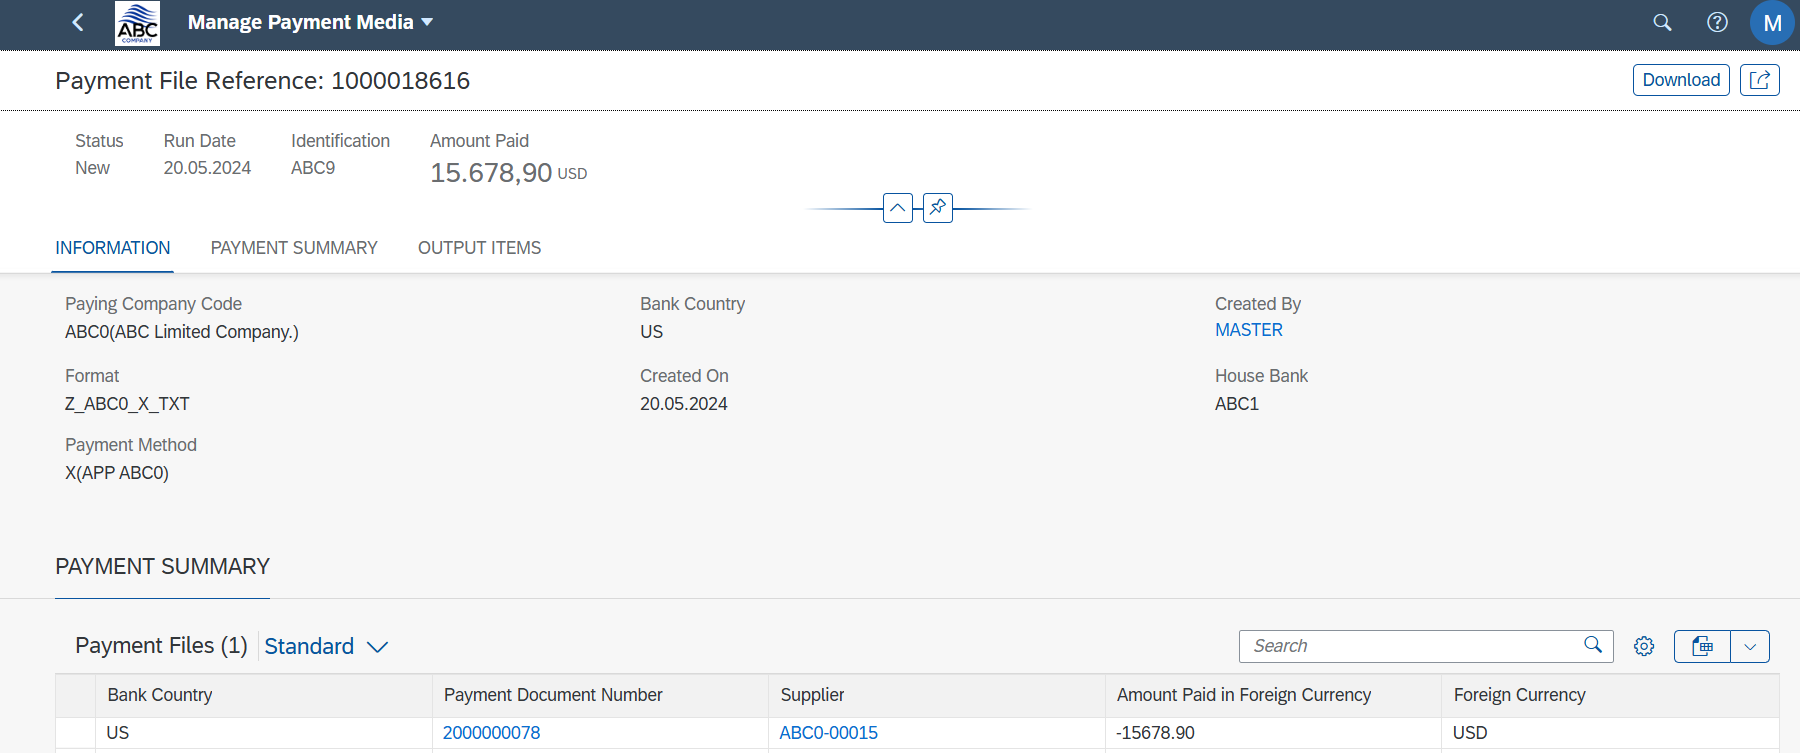 ABC
COMPANY
Manage Payment Media
M
Payment File Reference: 1000018616
Download
Status Run Date Identification Amount Paid
New 20.05.2024 ABC9 15.678,90 USD
INFORMATION PAYMENT SUMMARY OUTPUT ITEMS
Paying Company Code Bank Country Created By
ABC0(ABC Limited Company.) US MASTER
Format Created On House Bank
Z_ABC0_X_TXT 20.05.2024 ABC1
Payment Method
X(APP ABC0)
PAYMENT SUMMARY
Payment Files (1) Standard Search
Bank Country Payment Document Number Supplier Amount Paid in Foreign Currency Foreign Currency
US 2000000078 ABC0-00015 -15678.90 USD